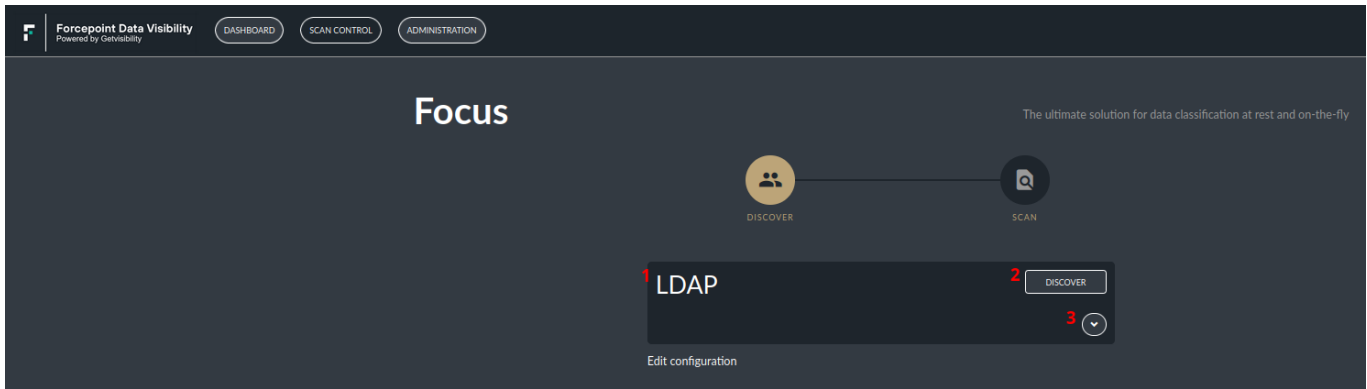 Forcepoint Data Visibility
Powered by Getvisibility
DASHBOARD
SCAN CONTROL
ADMINISTRATION
Focus
The ultimate solution for data classification at rest and on-the-fly
DISCOVER
SCAN
1 LDAP
2 DISCOVER
3
Edit configuration